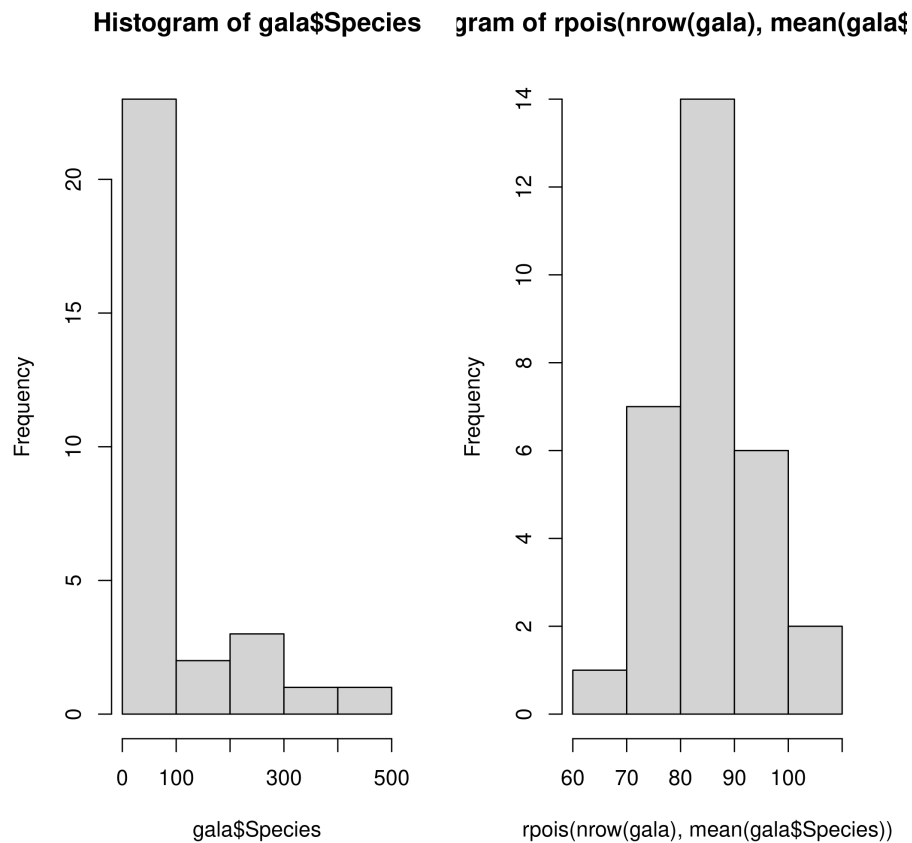 Histogram of gala$Species
Frequency
20
15
10
5
0
0 100 300 500
gala$Species
gram of rpois(nrow(gala), mean(gala$
Frequency
14
12
10
8
6
4
2
0
60 70 80 90 100
rpois(nrow(gala), mean(gala$Species))